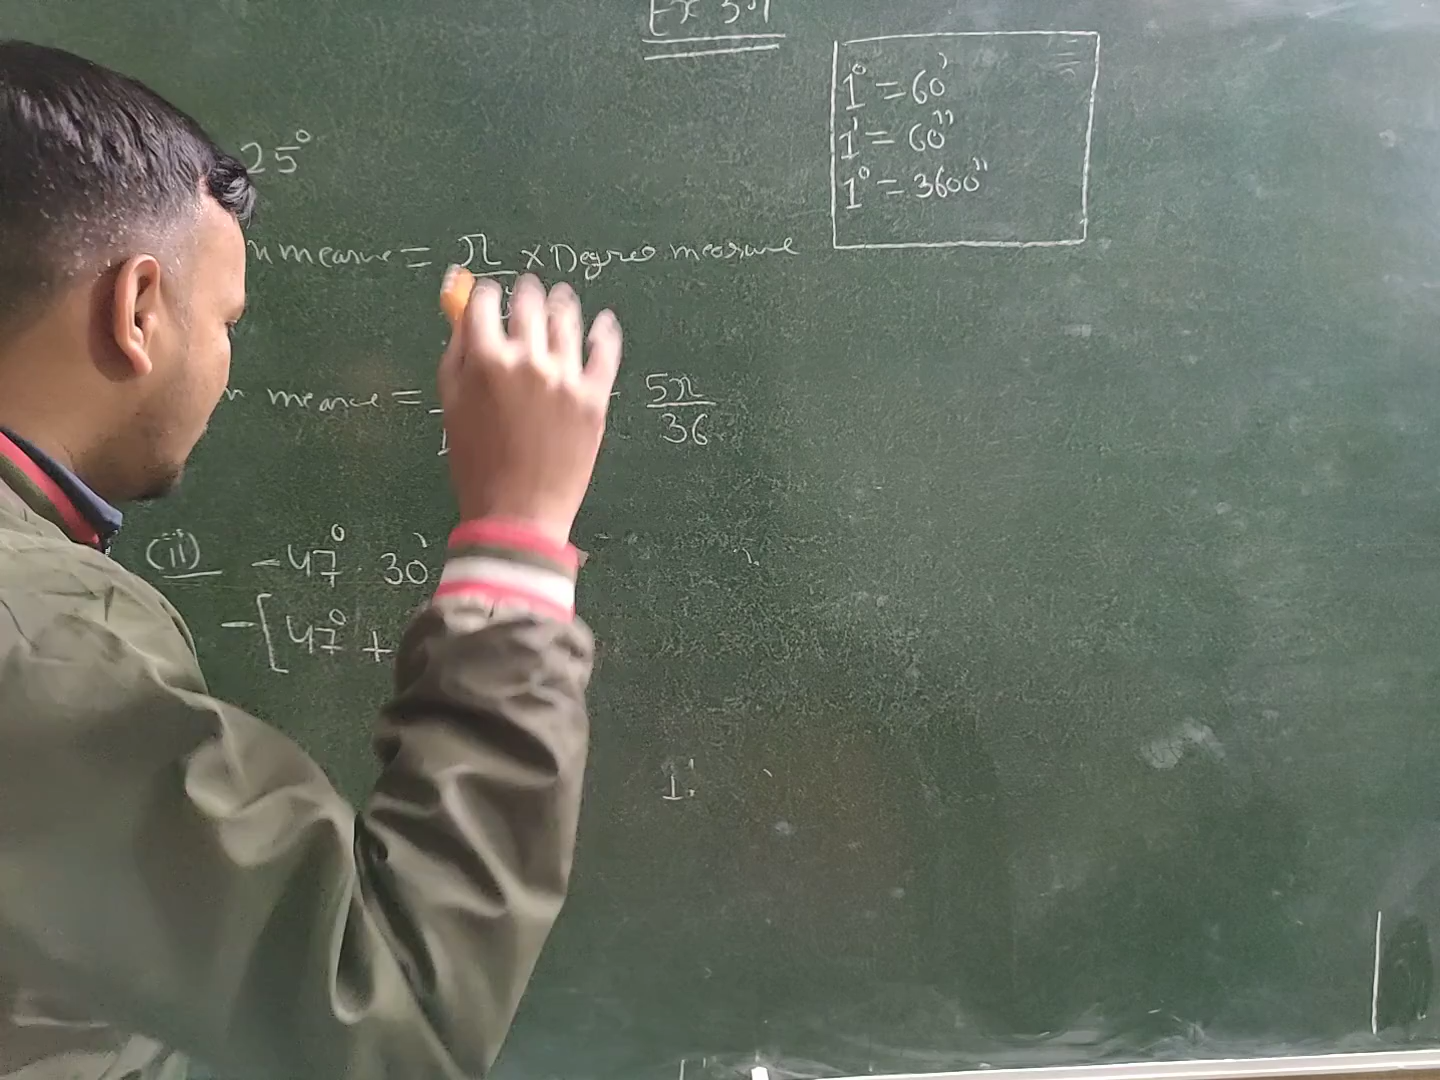 Ex 3.1
1° = 60'
1' = 60''
1° = 3600''
25°
n measure = π × Degree measure
n measure = 5π
36
(ii) -47° 30'
-[47° +
1'